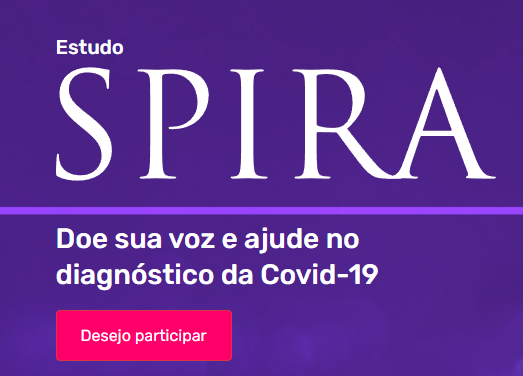 Estudo
SPIRA
Doe sua voz e ajude no
diagnóstico da Covid-19
Desejo participar